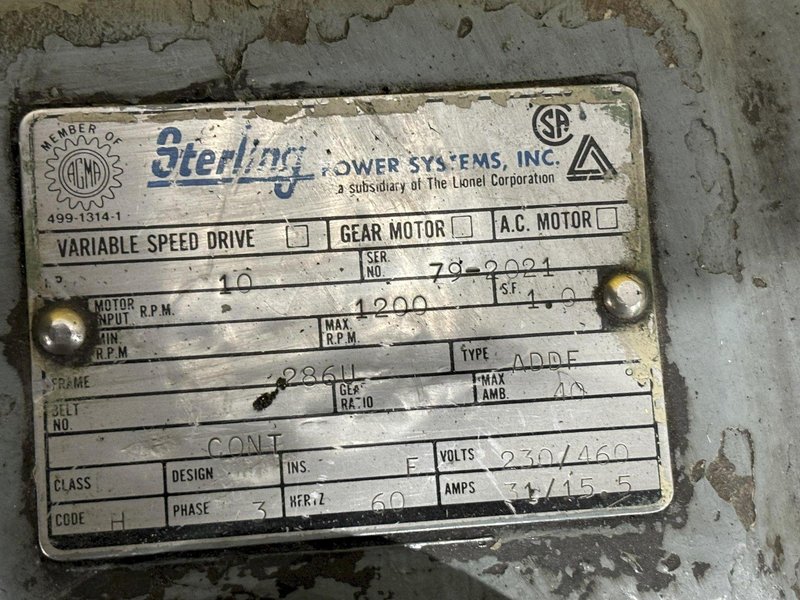 MEMBER OF
AGMA
499-1314-1
Sterling POWER SYSTEMS, INC.
a subsidiary of The Lionel Corporation
SA
VARIABLE SPEED DRIVE GEAR MOTOR A.C. MOTOR
10 SER. NO. 79-2021
MOTOR INPUT R.P.M. 1200 S.F. 1.0
MIN R.P.M MAX. R.P.M.
FRAME 286U TYPE ADDF
BELT NO. GEAR RATIO MAX AMB. 40
CONT
CLASS DESIGN INS. F VOLTS 230/460
CODE H PHASE 3 HERTZ 60 AMPS 31/15.5